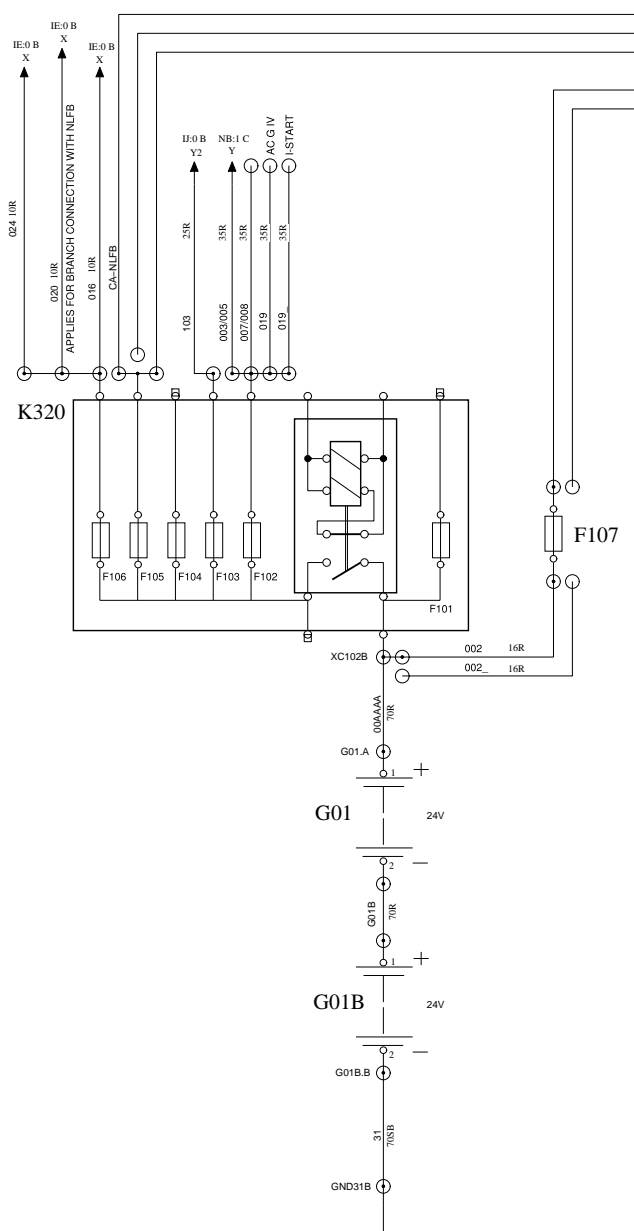 IE:0 B
X
IE:0 B
X
IE:0 B
X
024 10R
020 10R
APPLIES FOR BRANCH CONNECTION WITH NLFB
016 10R
CA-NLFB
IJ:0 B
Y2
25R
103
NB:1 C
Y
35R
003/005
35R
007/008
AC G IV
35R
019
I-START
35R
019_
K320
F106
F105
F104
F103
F102
F101
F107
XC102B
002 16R
002_ 16R
00AAAA
70R
G01.A
1
+
G01
24V
2
–
G01B
70R
1
+
G01B
24V
2
–
G01B.B
31
70SB
GND31B